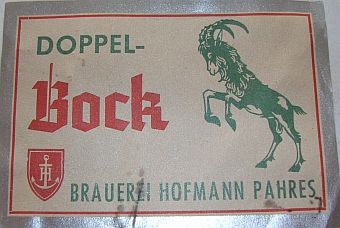 DOPPEL-
Bock
H
BRAUEREI HOFMANN PAHRES